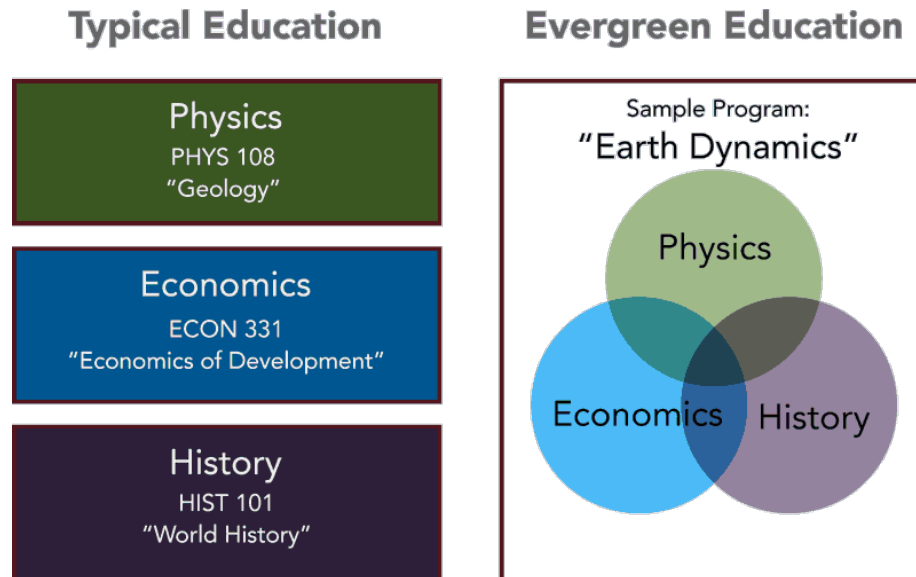 Typical Education
Physics
PHYS 108
“Geology”
Economics
ECON 331
“Economics of Development”
History
HIST 101
“World History”
Evergreen Education
Sample Program:
“Earth Dynamics”
Physics
Economics
History